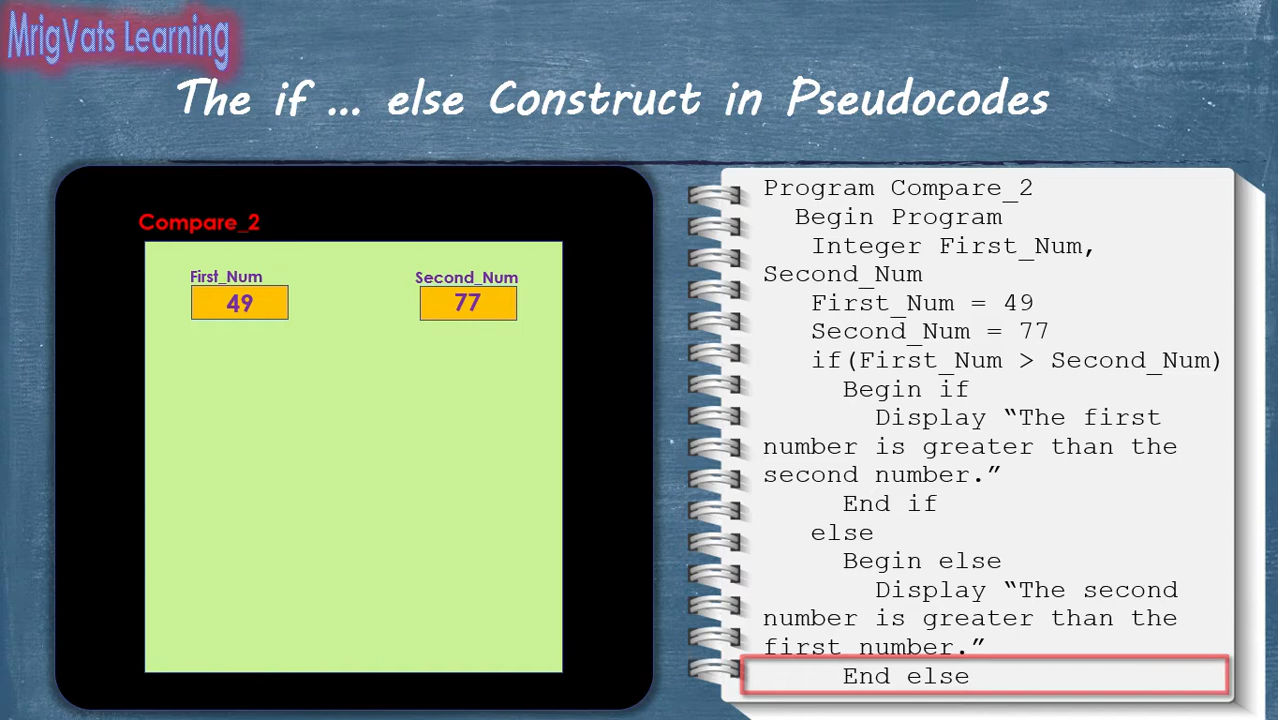 MrigVats Learning
The if ... else Construct in Pseudocodes
Compare_2
First_Num
Second_Num
49
77
Program Compare_2
Begin Program
Integer First_Num,
Second_Num
First_Num = 49
Second_Num = 77
if(First_Num > Second_Num)
Begin if
Display “The first
number is greater than the
second number.”
End if
else
Begin else
Display “The second
number is greater than the
first number.”
End else